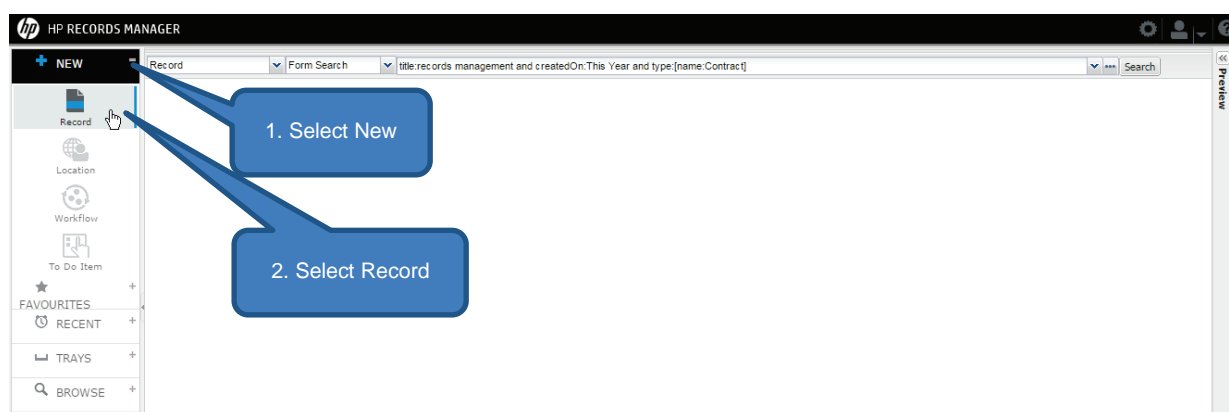 hp HP RECORDS MANAGER
NEW
Record Form Search title:records management and createdOn:This Year and type:[name:Contract] Search
Preview
Record
1. Select New
Location
Workflow
2. Select Record
To Do Item
FAVOURITES
RECENT
TRAYS
BROWSE